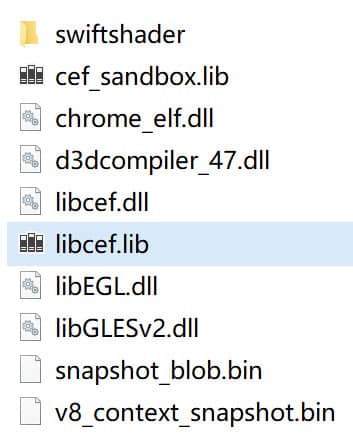 swiftshader
cef_sandbox.lib
chrome_elf.dll
d3dcompiler_47.dll
libcef.dll
libcef.lib
libEGL.dll
libGLESv2.dll
snapshot_blob.bin
v8_context_snapshot.bin